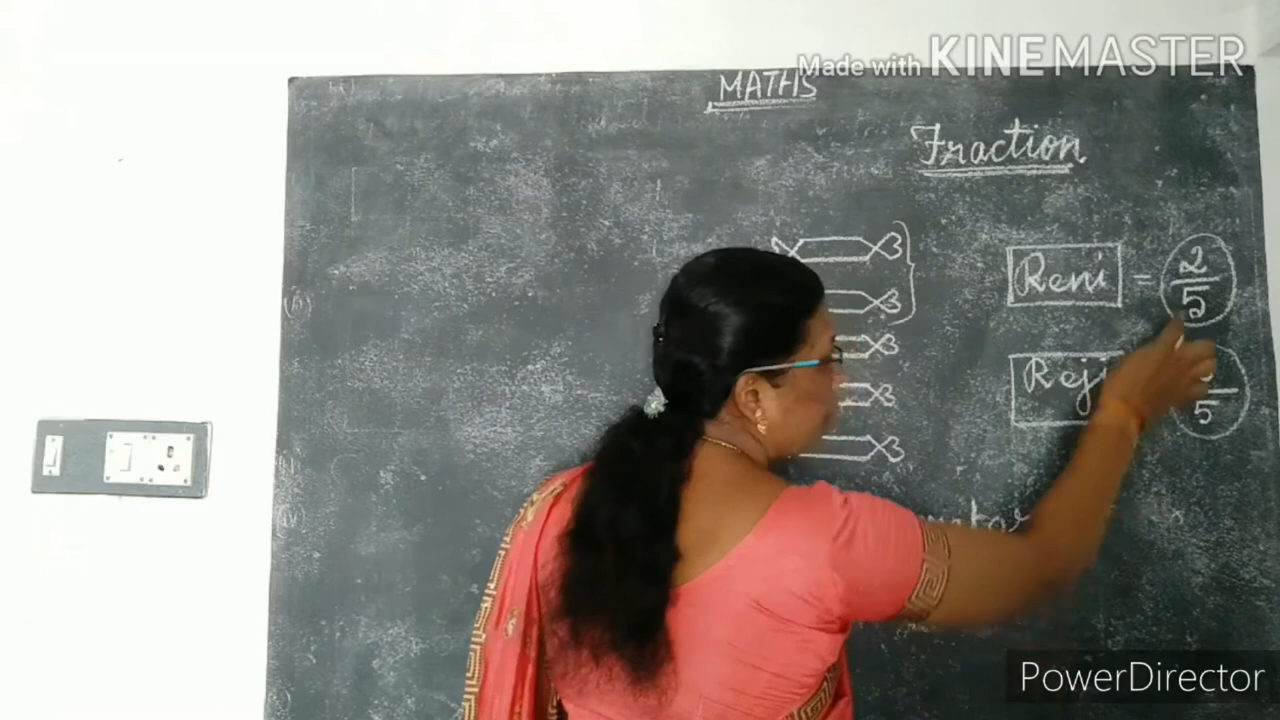 Made with KINEMASTER
MATHS
Fraction
Reni = 2/5
Reji 5
PowerDirector